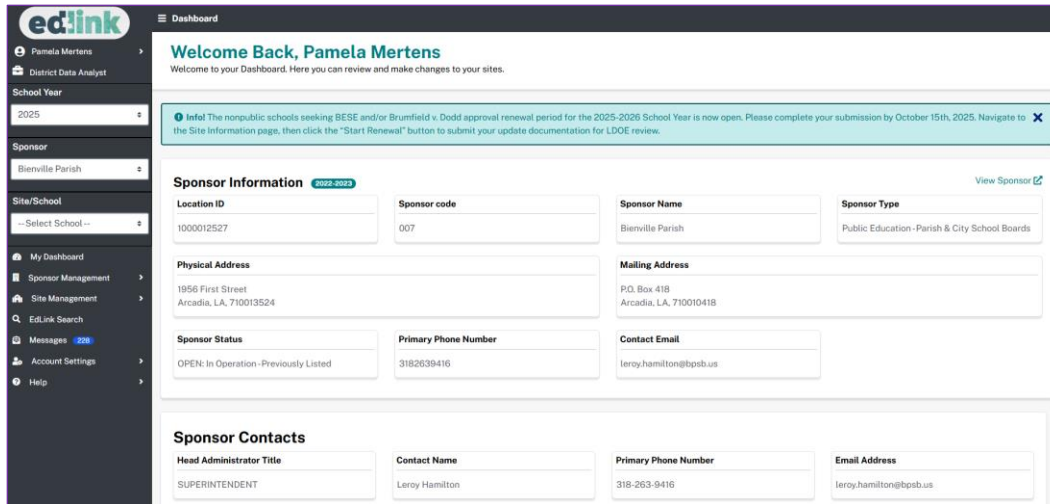 ed:link
Dashboard
Pamela Mertens
District Data Analyst
School Year
2025
Sponsor
Bienville Parish
Site/School
--Select School--
My Dashboard
Sponsor Management
Site Management
EdLink Search
Messages 228
Account Settings
Help
Welcome Back, Pamela Mertens
Welcome to your Dashboard. Here you can review and make changes to your sites.
Info! The nonpublic schools seeking BESE and/or Brumfield v. Dodd approval renewal period for the 2025-2026 School Year is now open. Please complete your submission by October 15th, 2025. Navigate to
the Site Information page, then click the "Start Renewal" button to submit your update documentation for LDOE review.
Sponsor Information 2022-2023
View Sponsor
Location ID
1000012527
Sponsor code
007
Sponsor Name
Bienville Parish
Sponsor Type
Public Education-Parish & City School Boards
Physical Address
1956 First Street
Arcadia, LA, 710013524
Mailing Address
P.O. Box 418
Arcadia, LA, 710010418
Sponsor Status
OPEN: In Operation-Previously Listed
Primary Phone Number
3182639416
Contact Email
leroy.hamilton@bpsb.us
Sponsor Contacts
Head Administrator Title
SUPERINTENDENT
Contact Name
Leroy Hamilton
Primary Phone Number
318-263-9416
Email Address
leroy.hamilton@bpsb.us